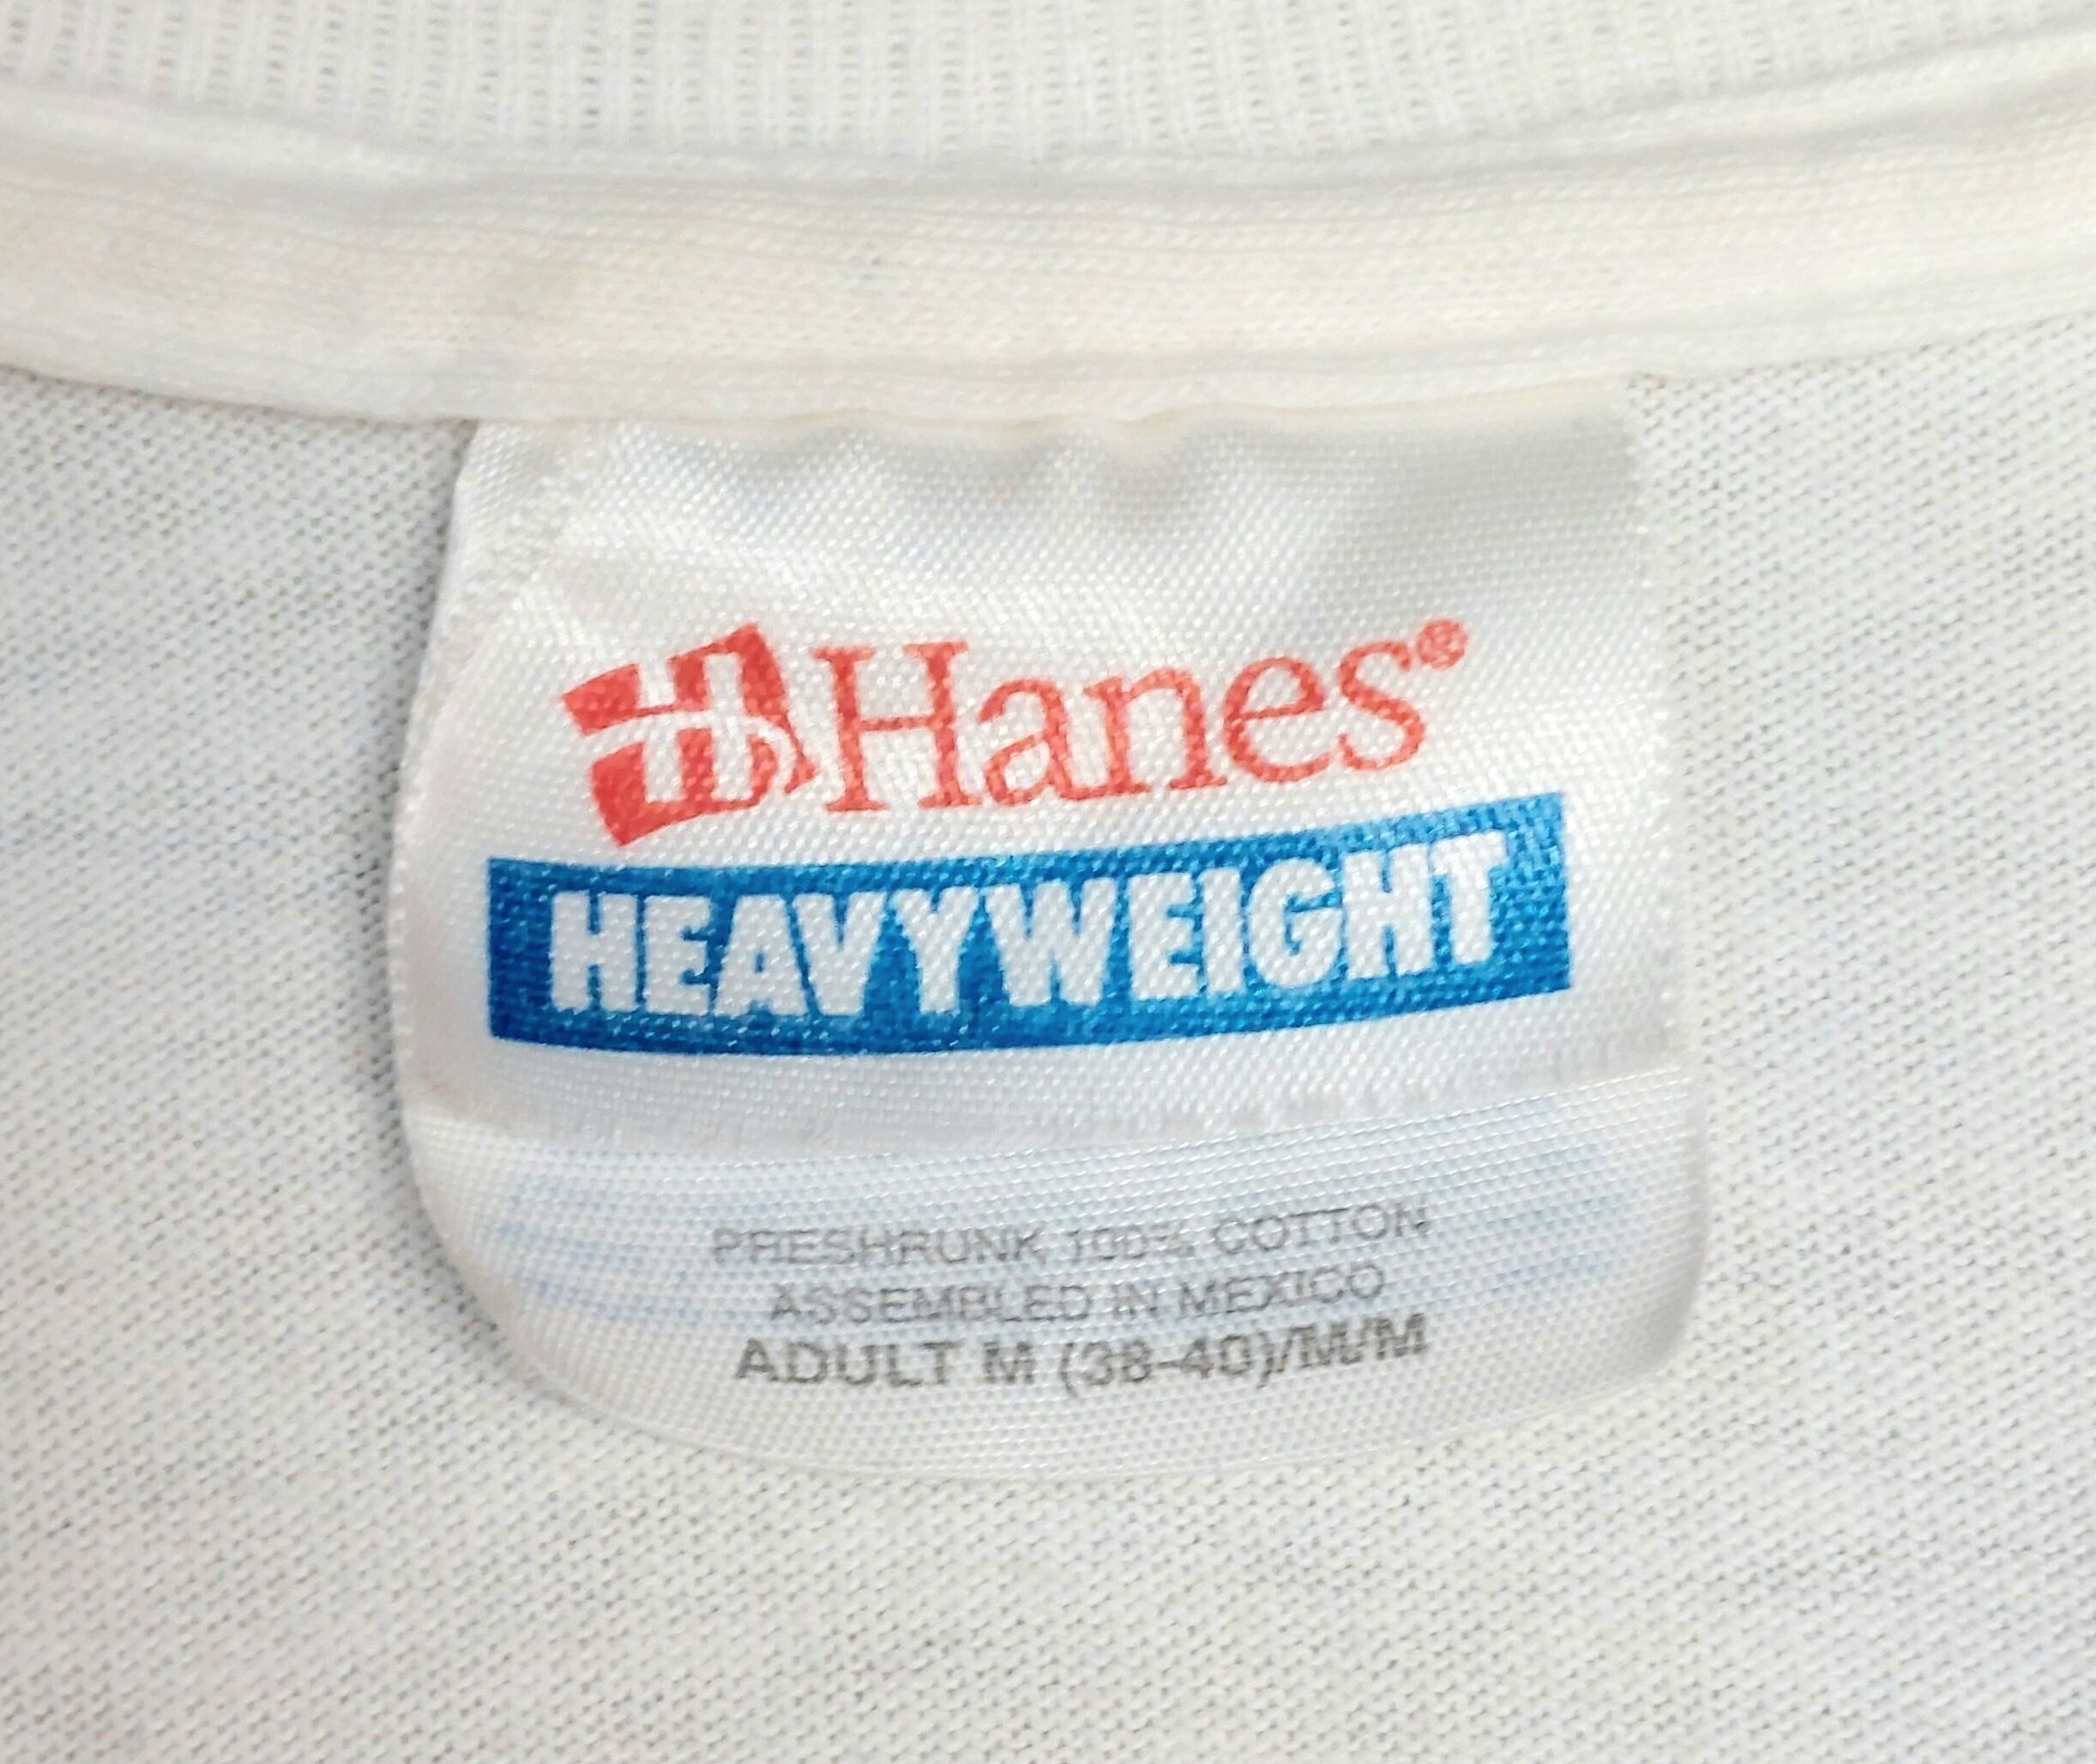 H Hanes®
HEAVYWEIGHT
PRESHRUNK 100% COTTON
ASSEMBLED IN MEXICO
ADULT M (38-40)/M/M